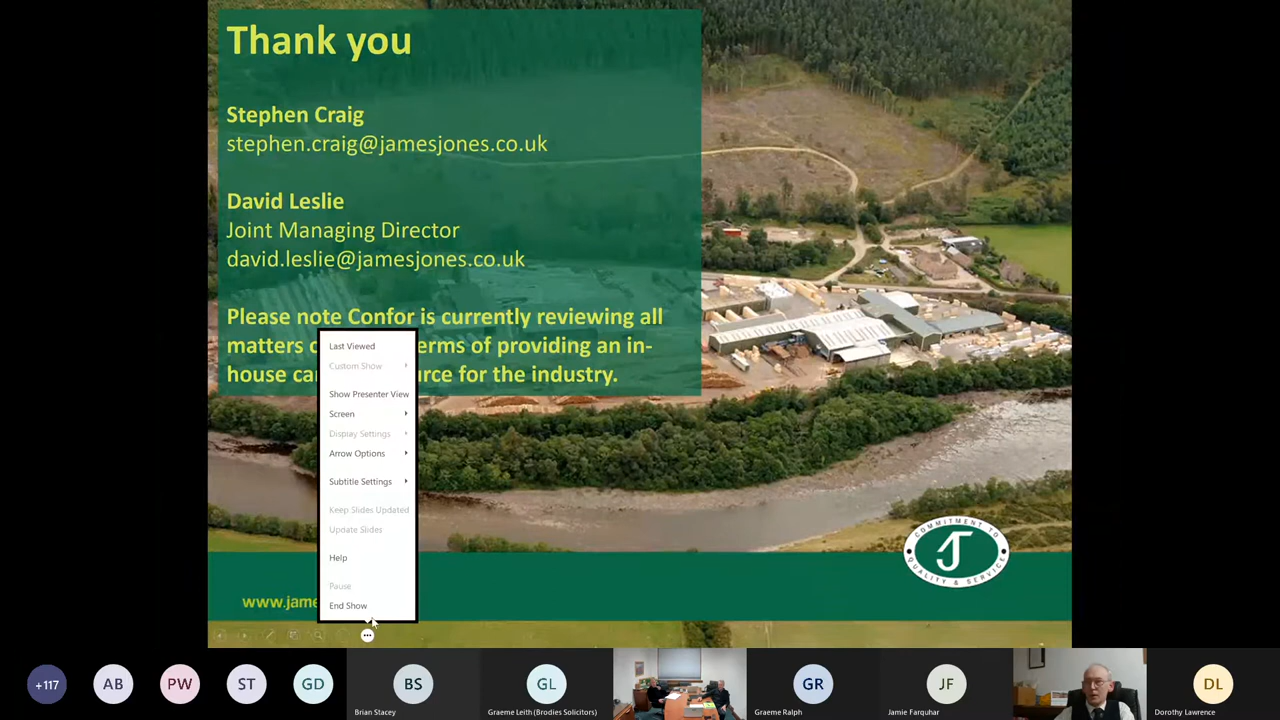 Thank you
Stephen Craig
stephen.craig@jamesjones.co.uk
David Leslie
Joint Managing Director
david.leslie@jamesjones.co.uk
Please note Confor is currently reviewing all
matters erms of providing an in-
house ca urce for the industry.
Last Viewed
Custom Show
Show Presenter View
Screen
Display Settings
Arrow Options
Subtitle Settings
Keep Slides Updated
Update Slides
Help
Pause
End Show
www.jame
COMMITMENT TO
J
QUALITY & SERVICE
+117
AB
PW
ST
GD
BS
Brian Stacey
GL
Graeme Leith (Brodies Solicitors)
GR
Graeme Ralph
JF
Jamie Farquhar
DL
Dorothy Lawrence